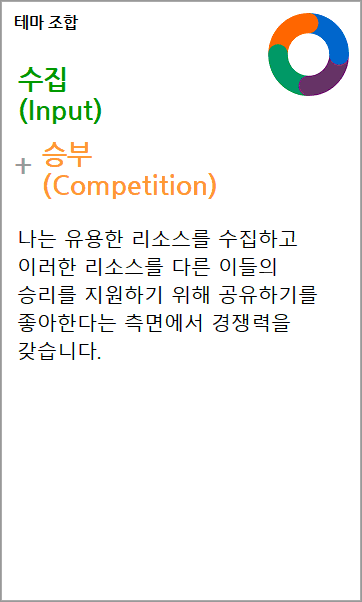 테마 조합
수집
(Input)
+ 승부
(Competition)
나는 유용한 리소스를 수집하고
이러한 리소스를 다른 이들의
승리를 지원하기 위해 공유하기를
좋아한다는 측면에서 경쟁력을
갖습니다.